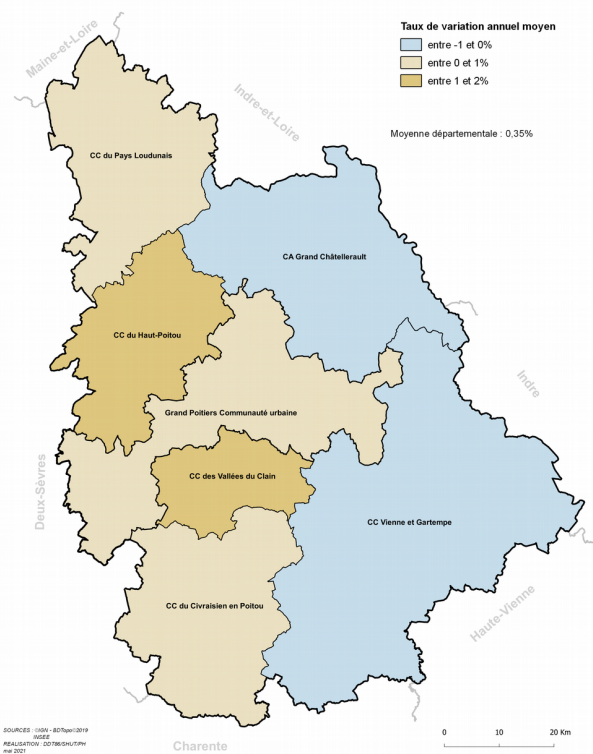 Taux de variation annuel moyen
entre -1 et 0%
entre 0 et 1%
entre 1 et 2%
Moyenne départementale : 0,35%
Maine-et-Loire
Indre-et-Loire
CC du Pays Loudunais
CA Grand Châtellerault
CC du Haut-Poitou
Indre
Grand Poitiers Communauté urbaine
Deux-Sèvres
CC des Vallées du Clain
CC Vienne et Gartempe
CC du Civraisien en Poitou
Haute-Vienne
Charente
SOURCES : ©IGN - BDTopo©2019
INSEE
REALISATION : DDT86/SHUT/PH
mai 2021
0 10 20 Km